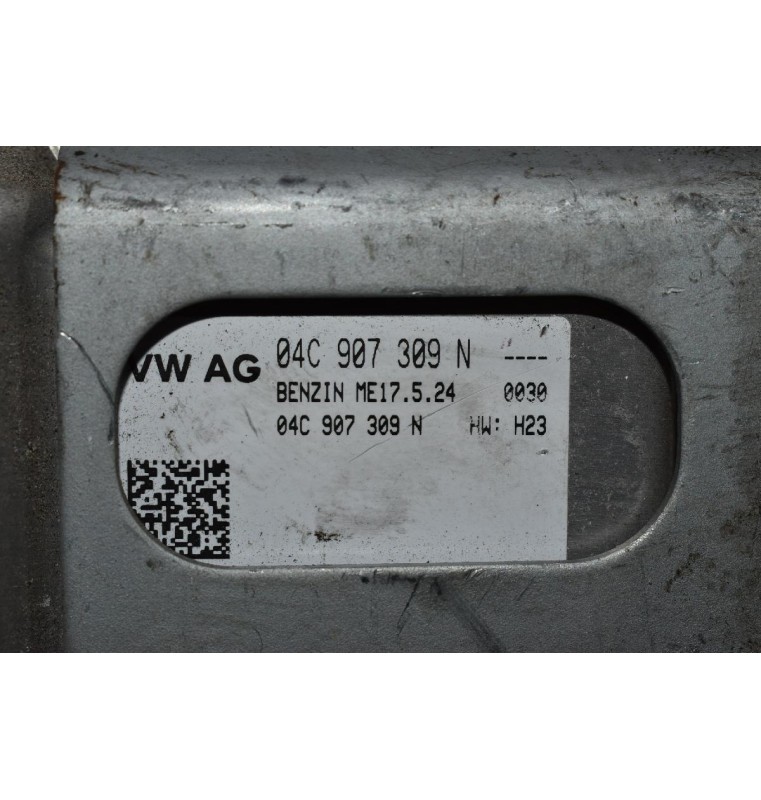 VW AG 04C 907 309 N ----
BENZIN ME17.5.24 0030
04C 907 309 N HW: H23